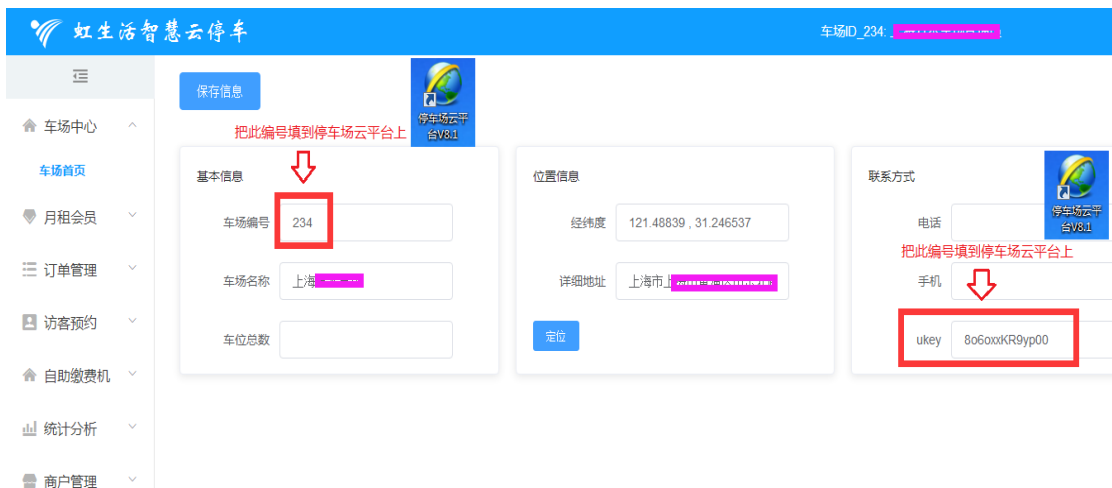 虹生活智慧云停车
车场ID_234:
保存信息
停车场云平
台V8.1
把此编号填到停车场云平台上
车场中心
车场首页
月租会员
订单管理
访客预约
自助缴费机
统计分析
商户管理
基本信息
车场编号 234
车场名称 上海
车位总数
位置信息
经纬度 121.48839 , 31.246537
详细地址 上海市上
定位
联系方式
停车场云平
台V8.1
电话
把此编号填到停车场云平台上
手机
ukey 8o6oxxKR9yp00